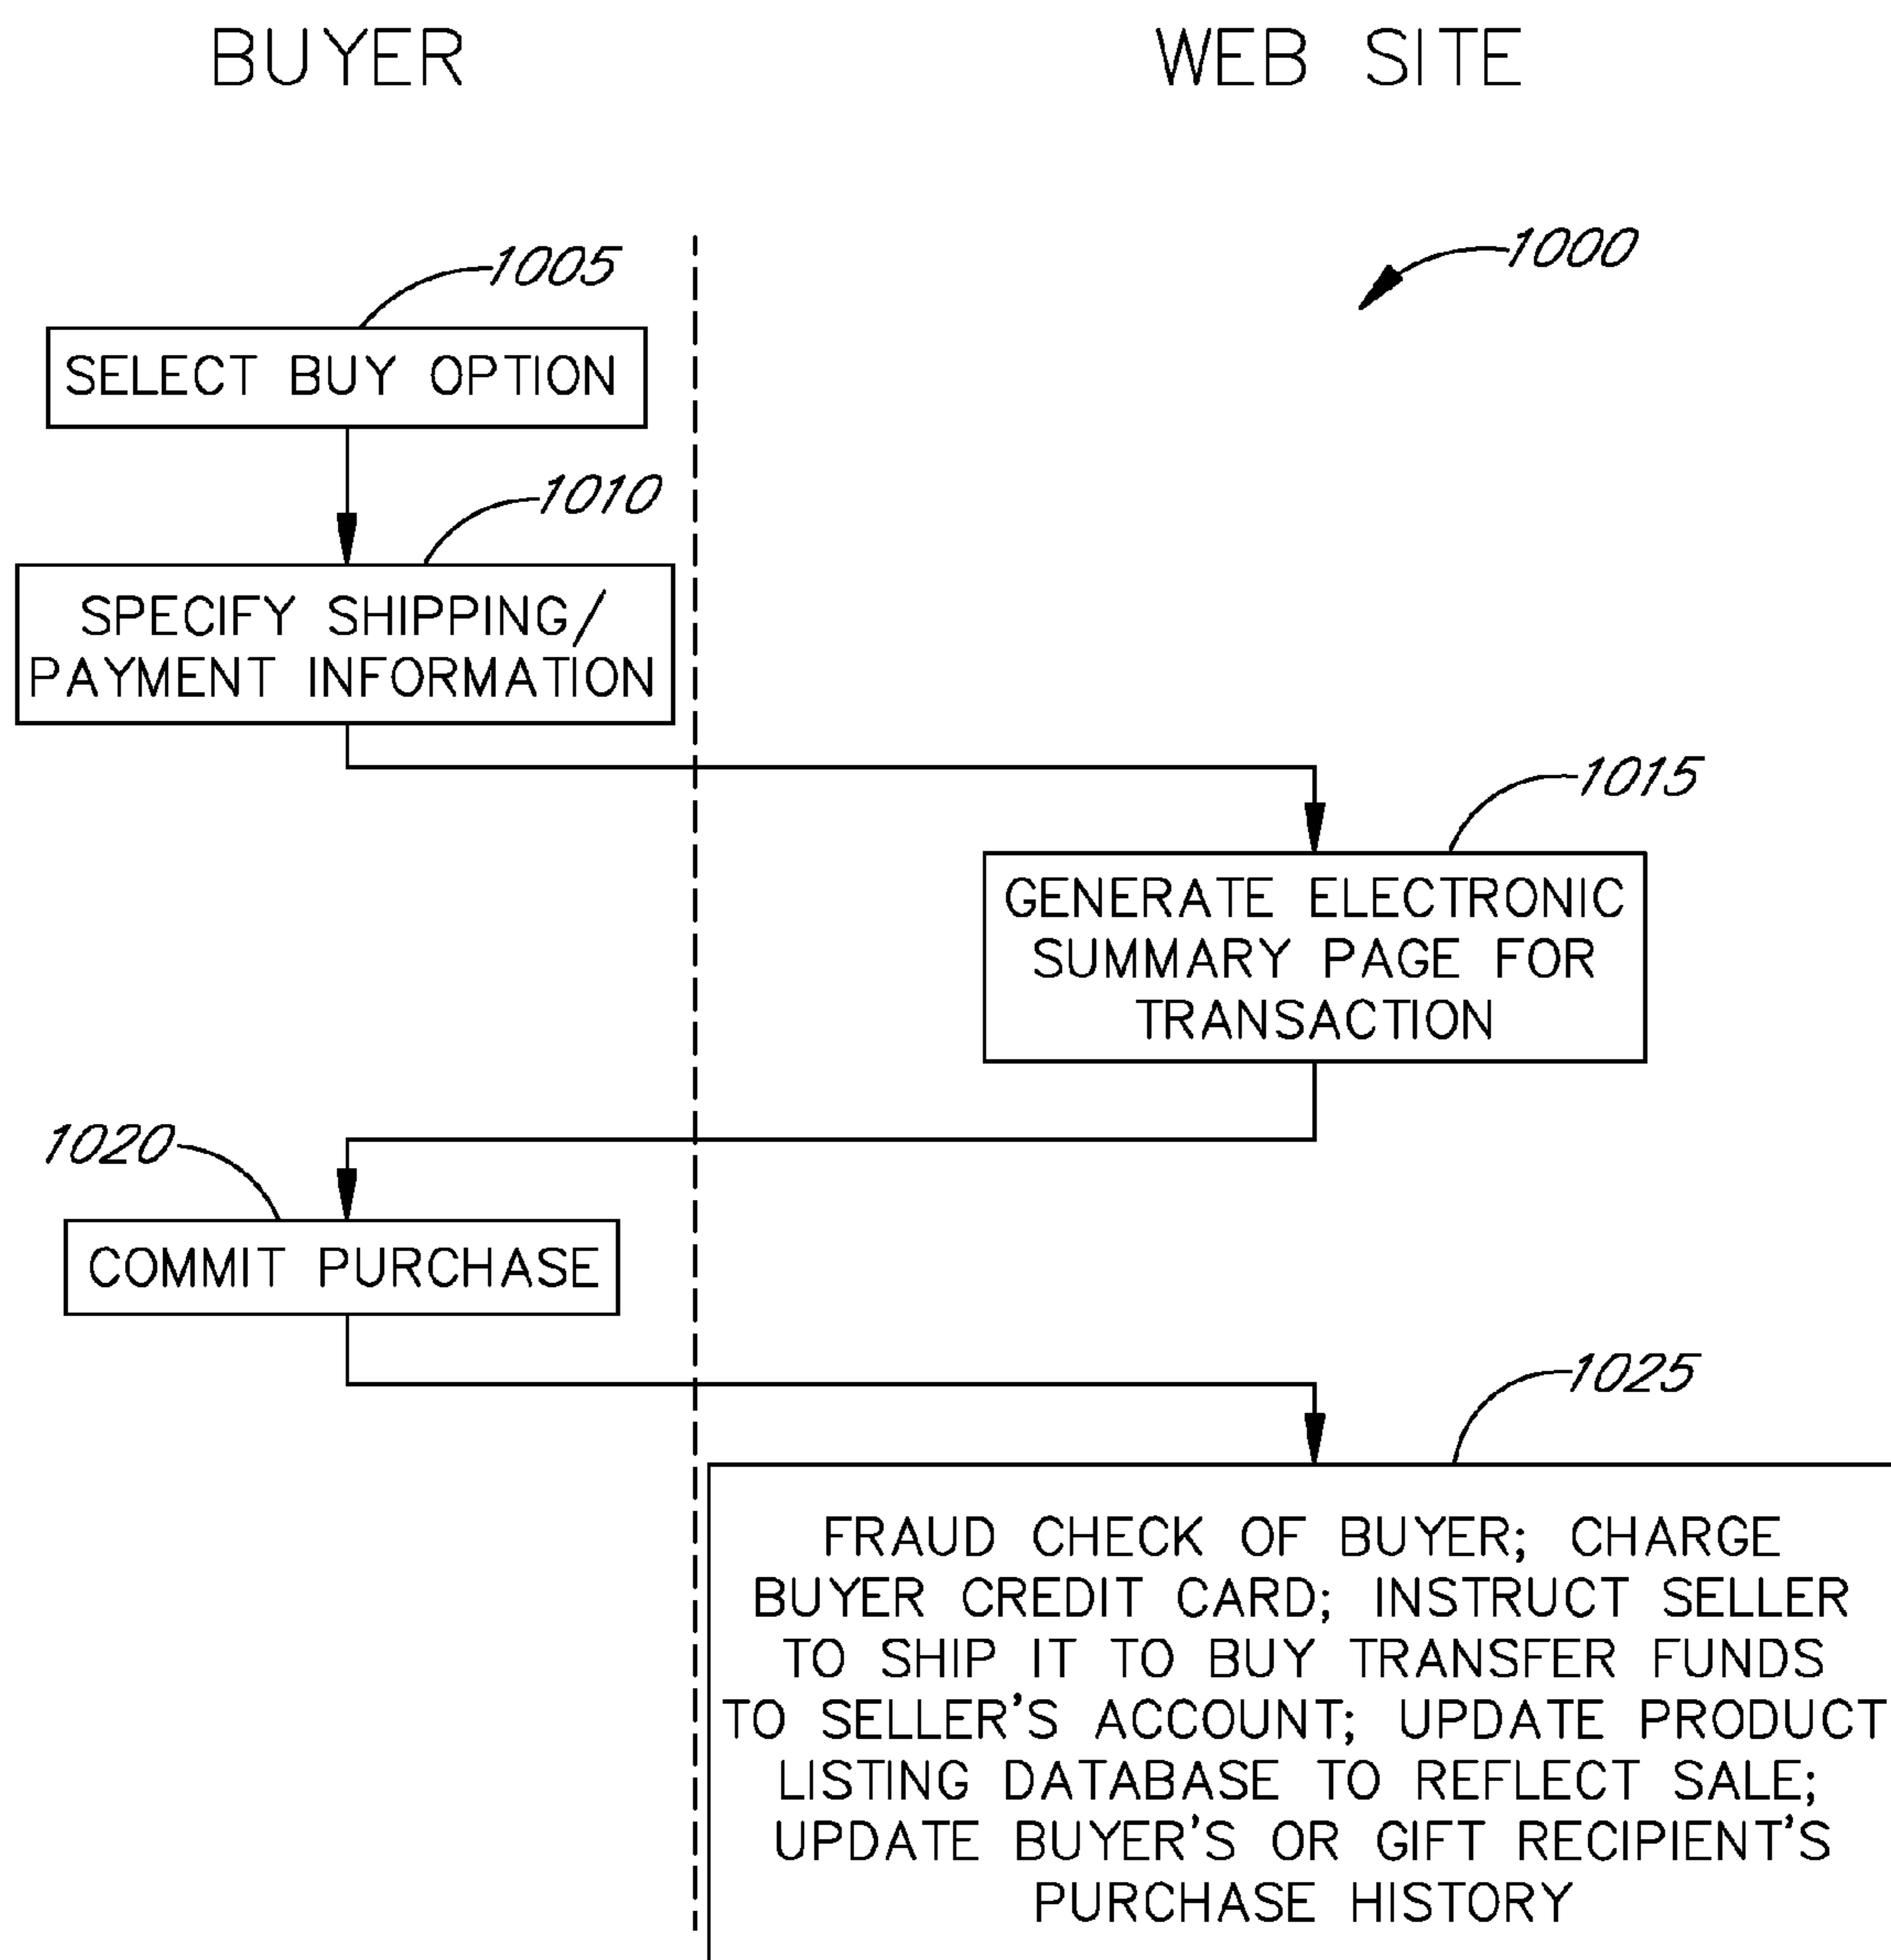 BUYER
WEB SITE
1000
1005
SELECT BUY OPTION
1010
SPECIFY SHIPPING/
PAYMENT INFORMATION
1015
GENERATE ELECTRONIC
SUMMARY PAGE FOR
TRANSACTION
1020
COMMIT PURCHASE
1025
FRAUD CHECK OF BUYER; CHARGE
BUYER CREDIT CARD; INSTRUCT SELLER
TO SHIP IT TO BUY TRANSFER FUNDS
TO SELLER'S ACCOUNT; UPDATE PRODUCT
LISTING DATABASE TO REFLECT SALE;
UPDATE BUYER'S OR GIFT RECIPIENT'S
PURCHASE HISTORY